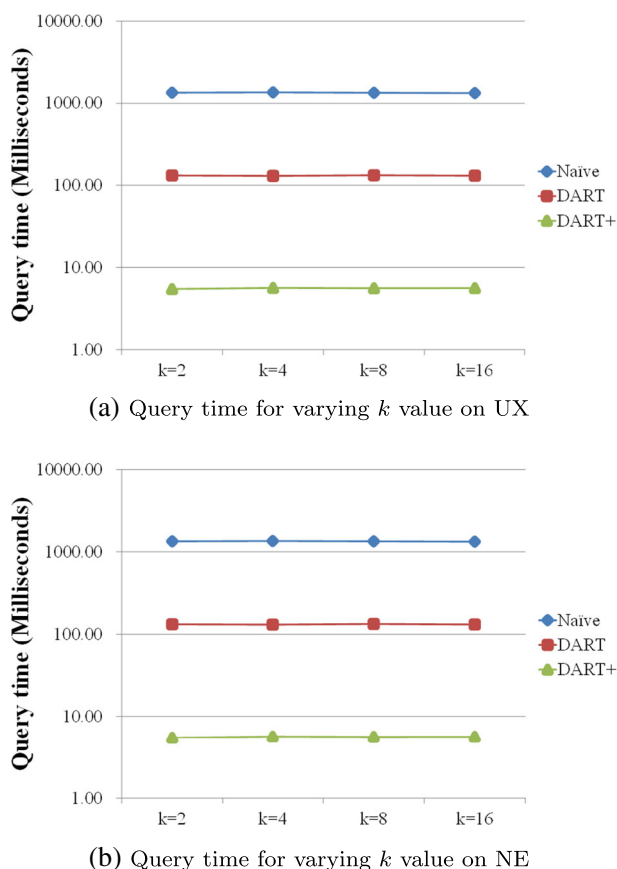 10000.00
1000.00
100.00
10.00
1.00
Query time (Milliseconds)
k=2 k=4 k=8 k=16
Naïve
DART
DART+
(a) Query time for varying k value on UX
10000.00
1000.00
100.00
10.00
1.00
Query time (Milliseconds)
k=2 k=4 k=8 k=16
Naïve
DART
DART+
(b) Query time for varying k value on NE